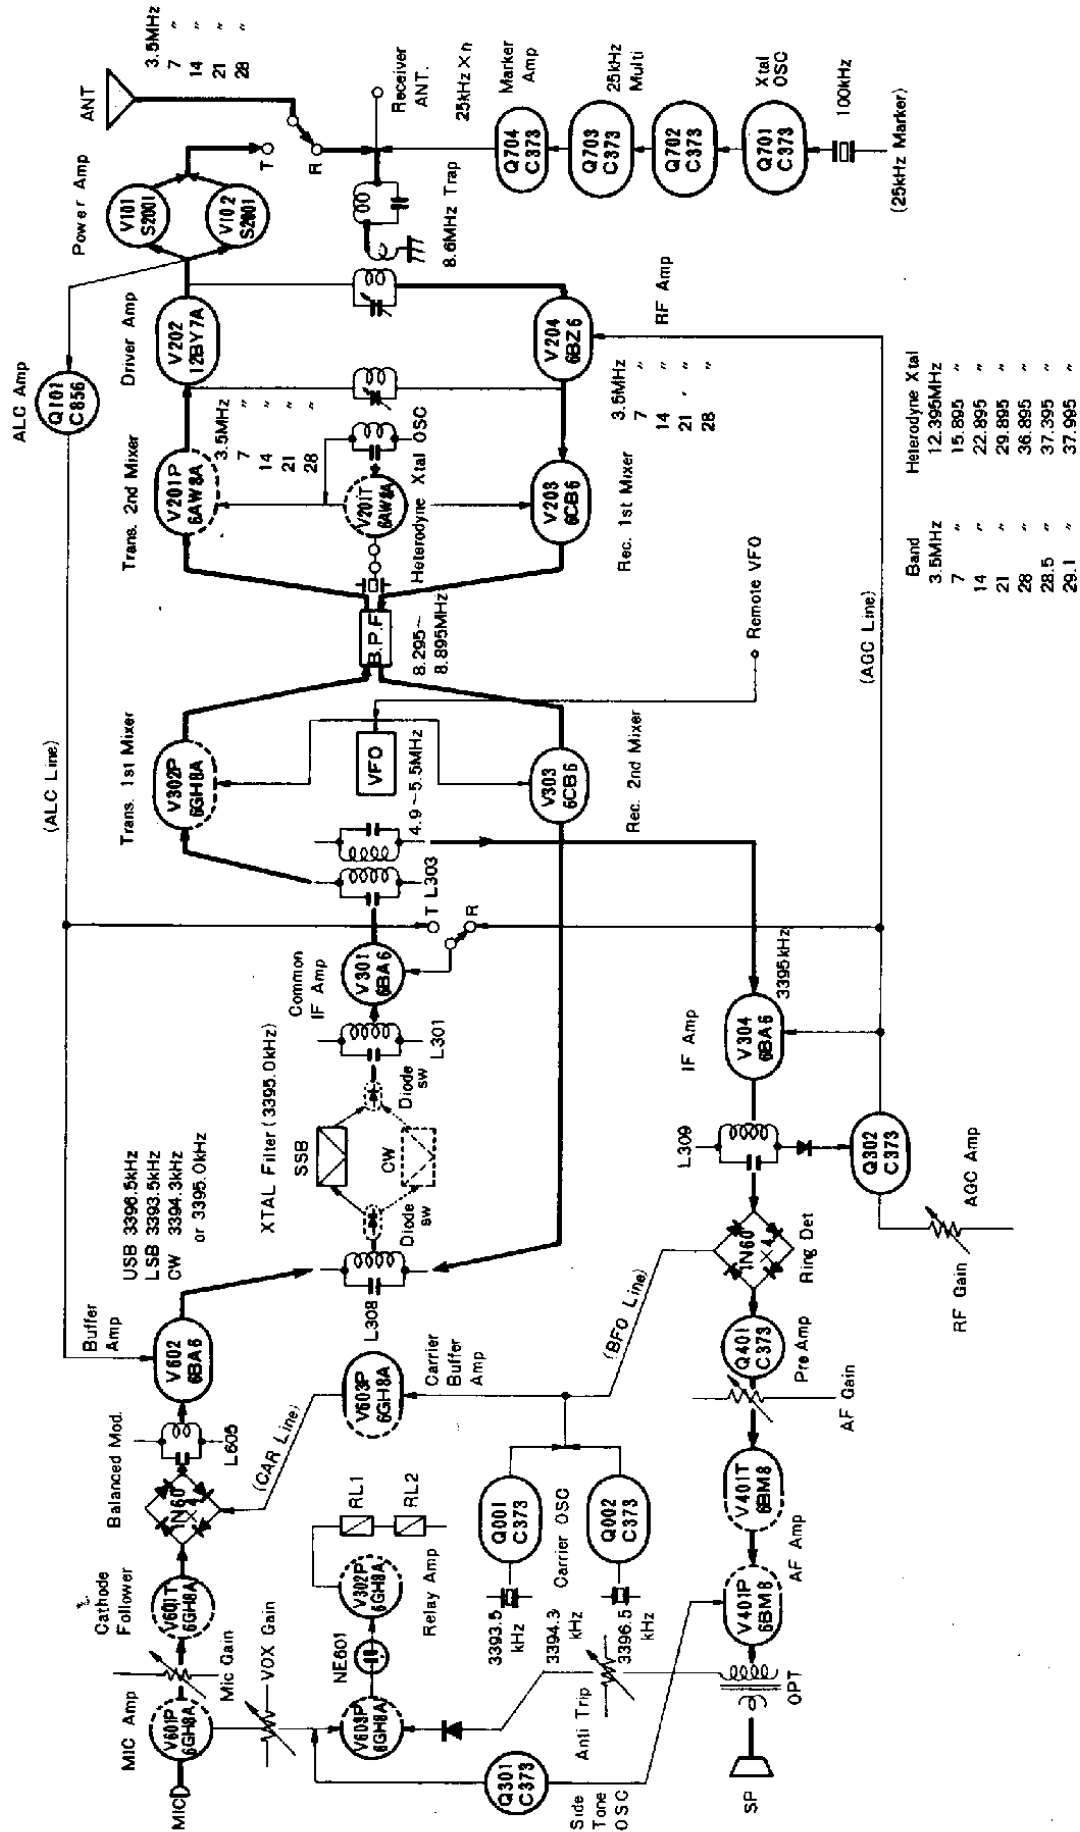 ANT
3.5MHz
7 〃
14 〃
21 〃
28 〃
Power Amp
V101
S2001
V102
S2001
T
R
Receiver
ANT.
25kHz×n
Marker
Amp
Q704
C373
25kHz
Multi
Q703
C373
Q702
C373
Xtal
OSC
Q701
C373
100kHz
(25kHz Marker)
8.6MHz Trap
ALC Amp
Q101
C856
Driver Amp
V202
12BY7A
RF Amp
V204
6BZ6
3.5MHz
7 〃
14 〃
21 〃
28 〃
Trans. 2nd Mixer
V201P
6AW8A
3.5MHz
7 〃
14 〃
21 〃
28 〃
V201T
6AW8A
Heterodyne Xtal OSC
V203
6CB6
Rec. 1st Mixer
B.P.F
8.295~
8.895MHz
Remote VFO
(AGC Line)
Band
3.5MHz
7 〃
14 〃
21 〃
28 〃
28.5 〃
29.1 〃
Heterodyne Xtal
12.395MHz
15.895 〃
22.895 〃
29.895 〃
36.895 〃
37.395 〃
37.995 〃
(ALC Line)
Trans. 1st Mixer
V302P
6GH8A
VFO
4.9~5.5MHz
V303
6CB6
Rec. 2nd Mixer
L303
T
R
Common
IF Amp
V301
6BA6
L301
3395kHz
IF Amp
V304
6BA6
XTAL Filter (3395.0kHz)
SSB
CW
Diode
sw
Diode
sw
L308
L309
Q302
C373
AGC Amp
RF Gain
USB 3396.5kHz
LSB 3393.5kHz
CW 3394.3kHz
or 3395.0kHz
Buffer
Amp
V602
6BA6
L605
Balanced Mod.
1N60
×4
(CAR Line)
V603P
6GH8A
Carrier
Buffer
Amp
(BFO Line)
1N60
×4
Ring Det
Q401
C373
Pre Amp
AF Gain
V401T
6BM8
AF Amp
V401P
6BM8
Cathode
Follower
V601T
6GH8A
Mic Gain
VOX Gain
MIC Amp
V601P
6GH8A
MIC
RL1
RL2
V302P
6GH8A
Relay Amp
NE601
V603P
6GH8A
Q001
C373
Carrier OSC
Q002
C373
3393.5
kHz
3394.3
kHz
3396.5
kHz
Anti Trip
Q301
C373
Side
Tone
OSC
OPT
SP